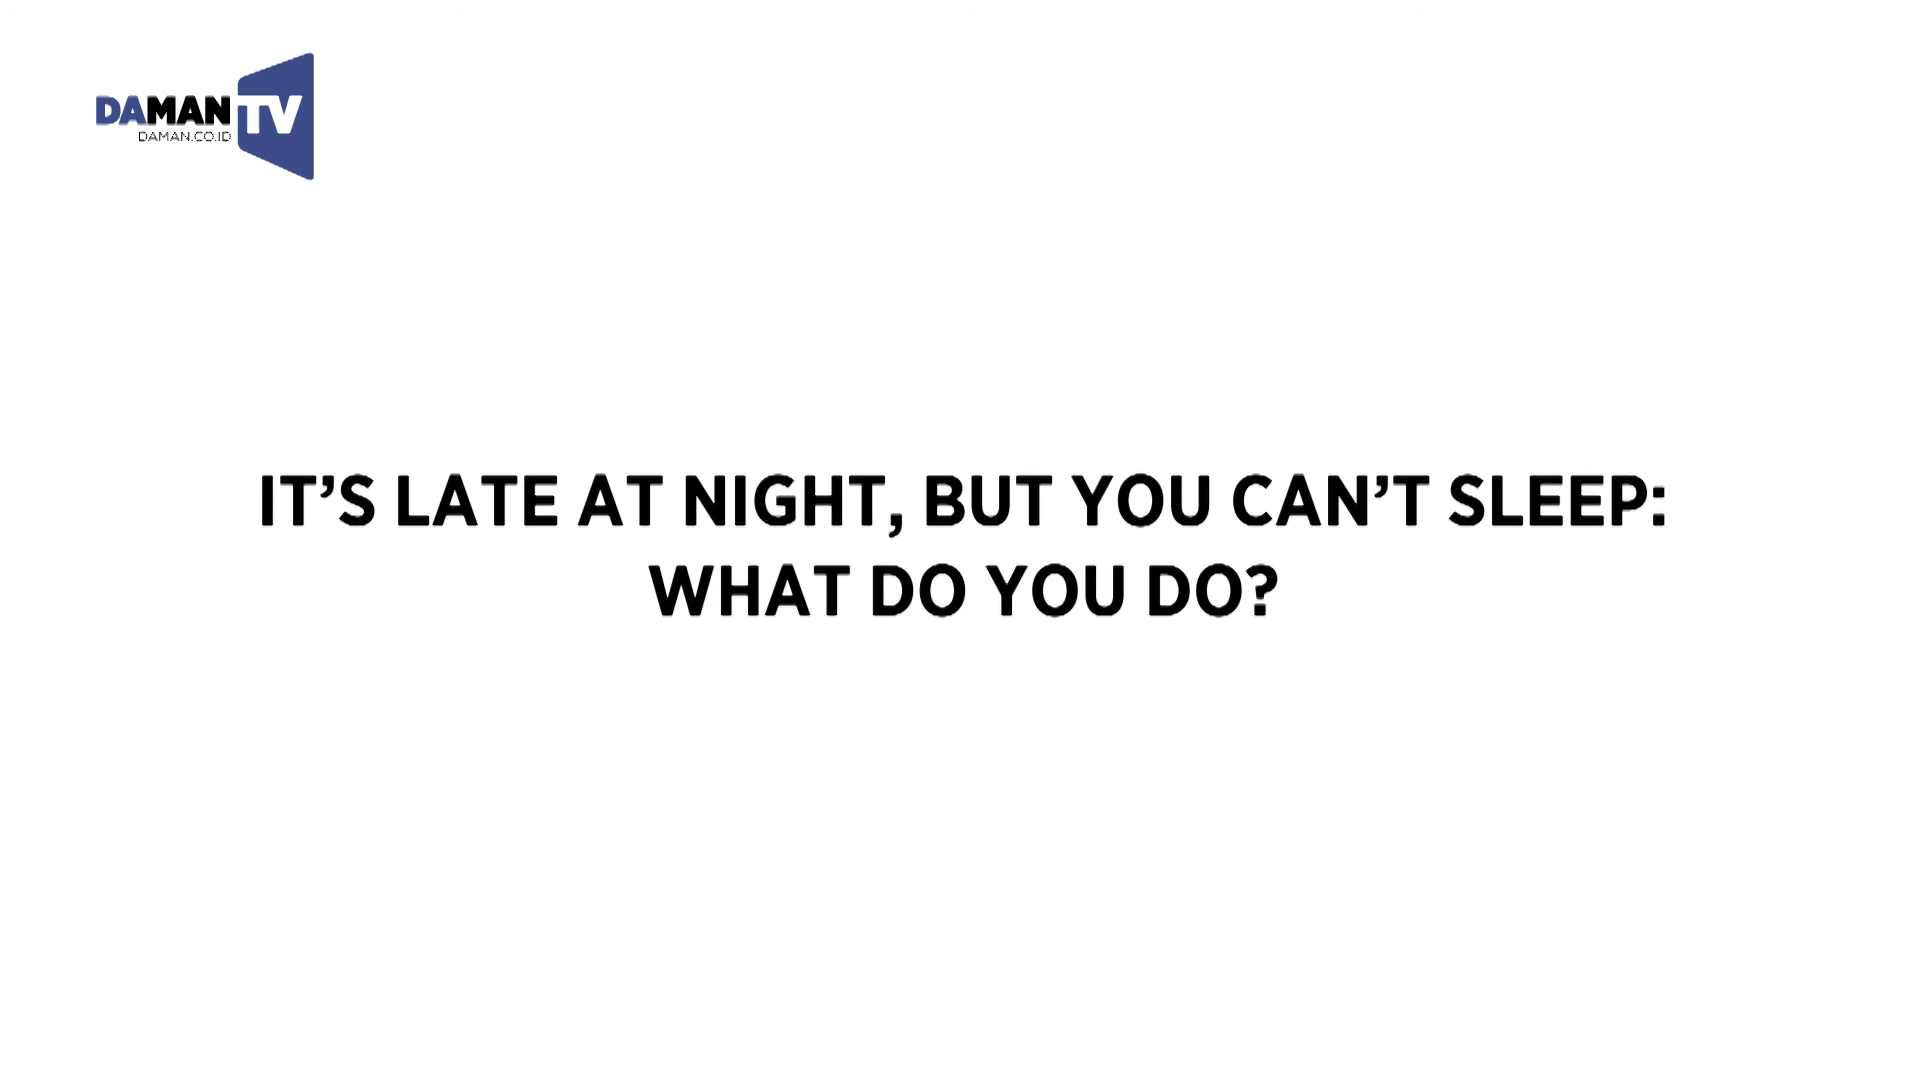 DAMAN TV
DAMAN.CO.ID
IT’S LATE AT NIGHT, BUT YOU CAN’T SLEEP:
WHAT DO YOU DO?